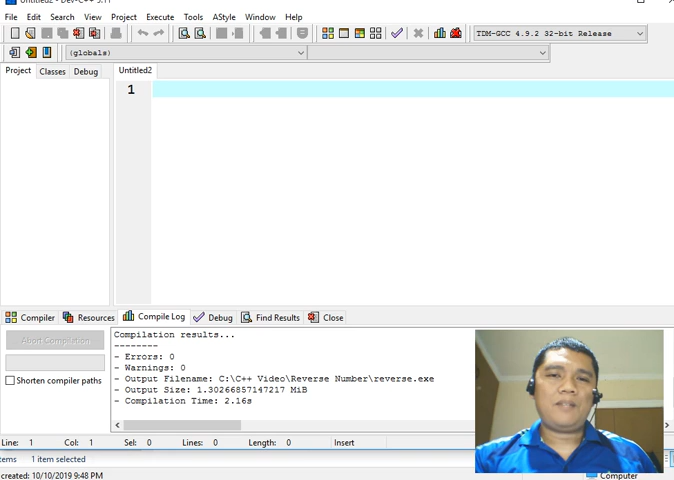 Untitled2 - Dev-C++ 5.11
File Edit Search View Project Execute Tools AStyle Window Help
TDM-GCC 4.9.2 32-bit Release
(globals)
Project Classes Debug Untitled2
1
Compiler Resources Compile Log Debug Find Results Close
Abort Compilation
Shorten compiler paths
Compilation results...
--------
- Errors: 0
- Warnings: 0
- Output Filename: C:\C++ Video\Reverse Number\reverse.exe
- Output Size: 1.30266857147217 MiB
- Compilation Time: 2.16s
Line: 1 Col: 1 Sel: 0 Lines: 0 Length: 0 Insert
tems 1 item selected
created: 10/10/2019 9:48 PM
Computer